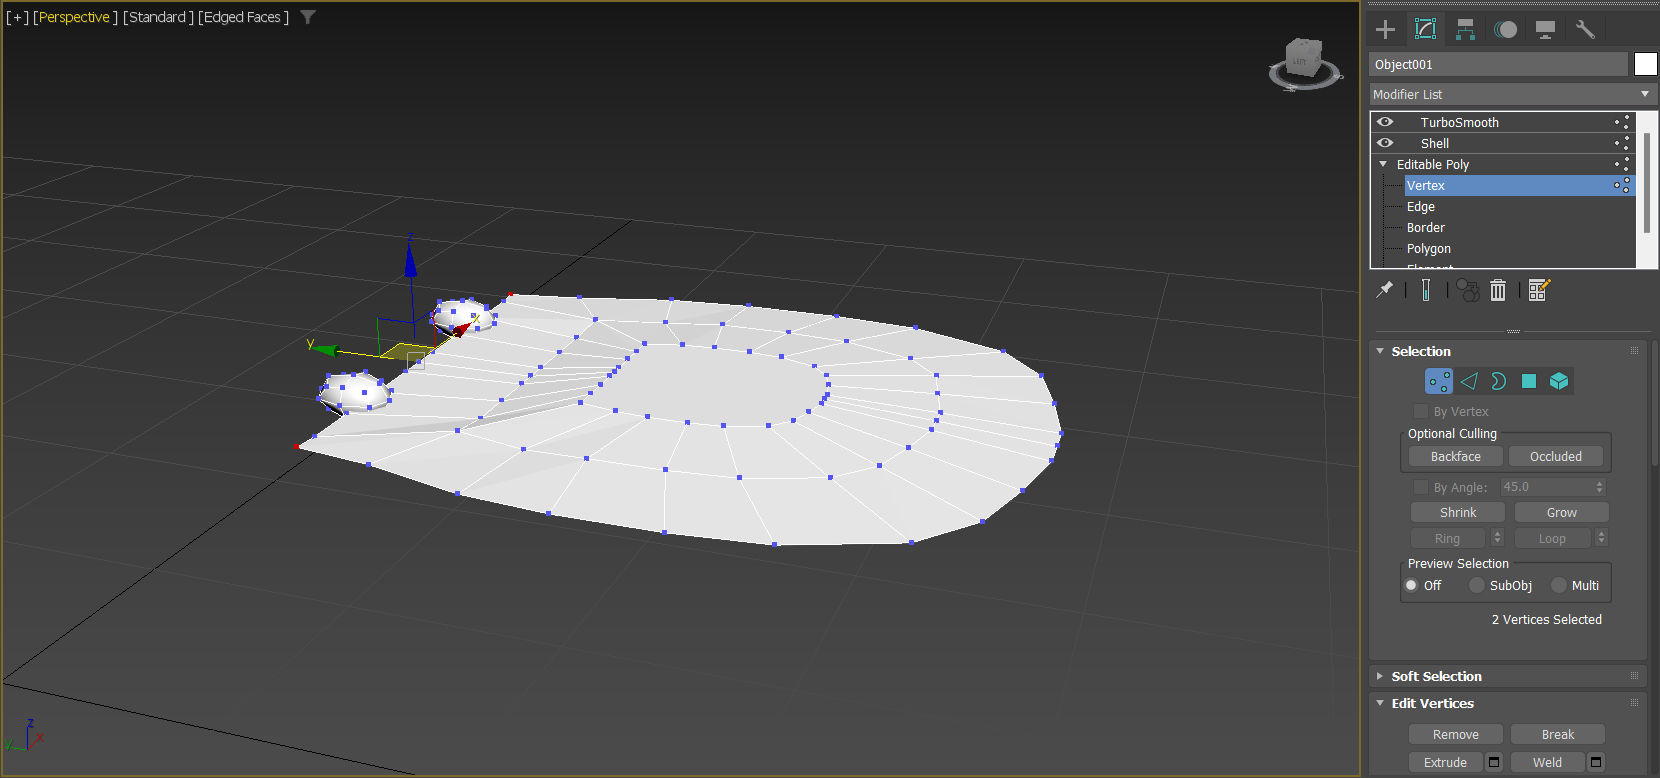 [+] [Perspective ] [Standard ] [Edged Faces ]
Object001
Modifier List
TurboSmooth
Shell
Editable Poly
Vertex
Edge
Border
Polygon
Element
Selection
By Vertex
Optional Culling
Backface
Occluded
By Angle:
45.0
Shrink
Grow
Ring
Loop
Preview Selection
Off
SubObj
Multi
2 Vertices Selected
Soft Selection
Edit Vertices
Remove
Break
Extrude
Weld
z
x
y
z
x
y
LEFT